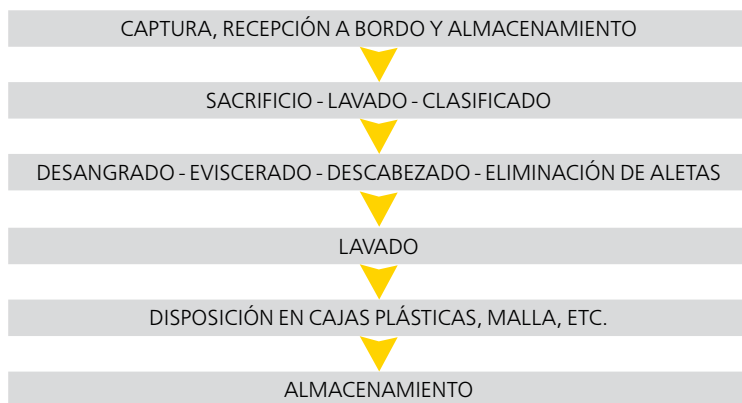 CAPTURA, RECEPCIÓN A BORDO Y ALMACENAMIENTO
SACRIFICIO - LAVADO - CLASIFICADO
DESANGRADO - EVISCERADO - DESCABEZADO - ELIMINACIÓN DE ALETAS
LAVADO
DISPOSICIÓN EN CAJAS PLÁSTICAS, MALLA, ETC.
ALMACENAMIENTO